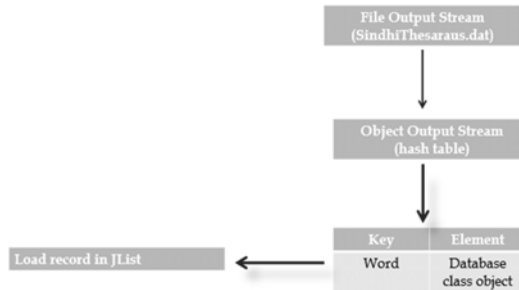 File Output Stream
(SindhiThesaraus.dat)
Object Output Stream
(hash table)
Key Element
Word Database
class object
Load record in JList